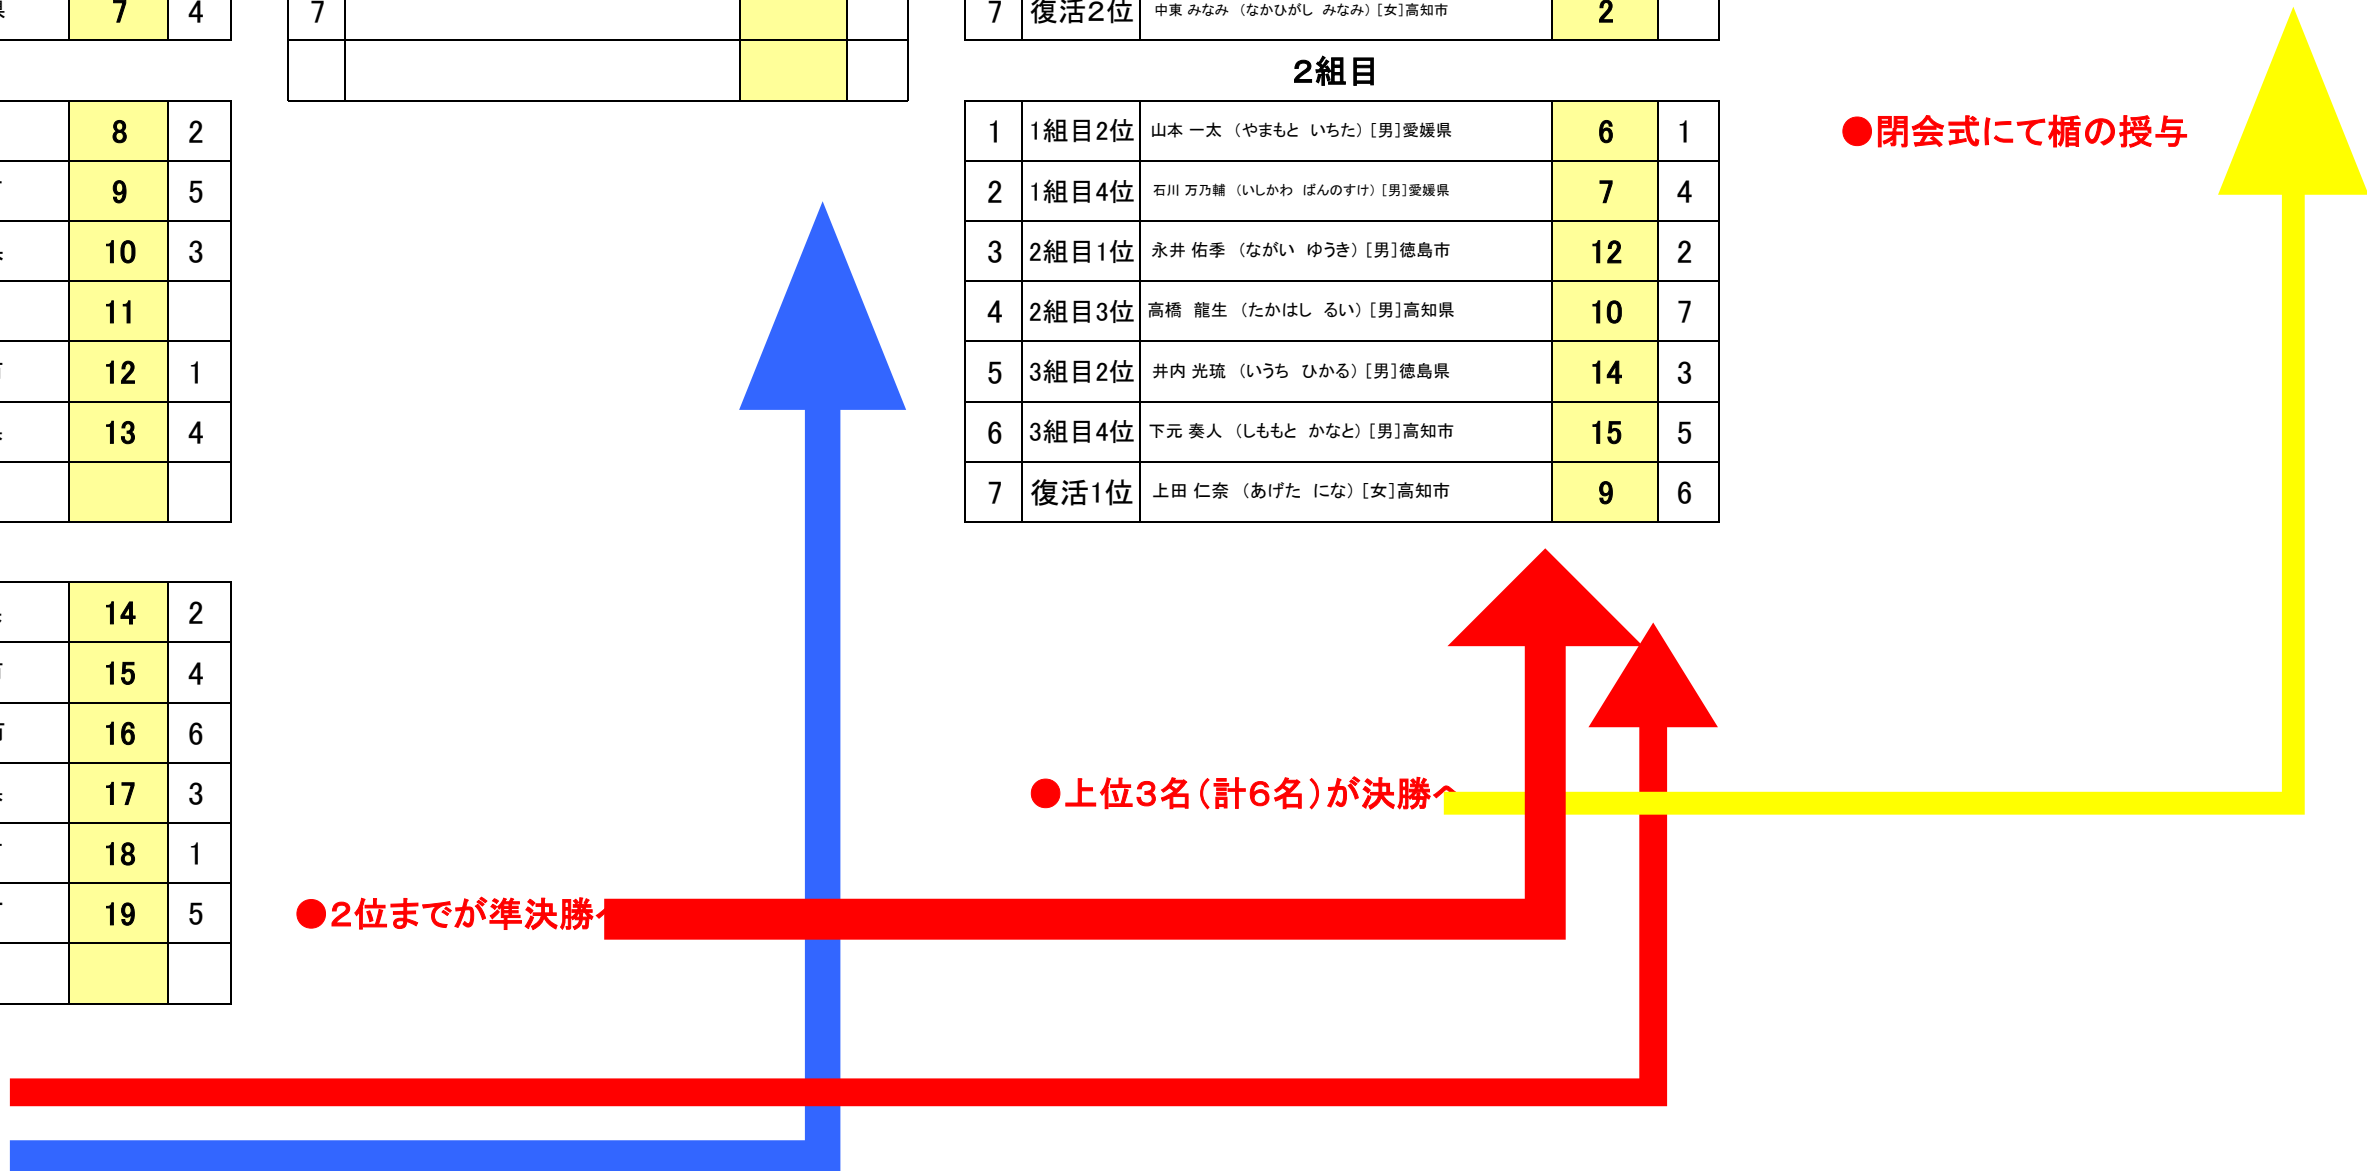 7 4
7
7 復活2位 中東 みなみ （なかひがし みなみ）［女］高知市 2
2組目
8 2
9 5
10 3
11
12 1
13 4
1 1組目2位 山本 一太 （やまもと いちた）［男］愛媛県 6 1
2 1組目4位 石川 万乃輔 （いしかわ ばんのすけ）［男］愛媛県 7 4
3 2組目1位 永井 佑季 （ながい ゆうき）［男］徳島市 12 2
4 2組目3位 高橋 龍生 （たかはし るい）［男］高知県 10 7
5 3組目2位 井内 光琉 （いうち ひかる）［男］徳島県 14 3
6 3組目4位 下元 奏人 （しももと かなと）［男］高知市 15 5
7 復活1位 上田 仁奈 （あげた にな）［女］高知市 9 6
●閉会式にて楯の授与
14 2
15 4
16 6
17 3
18 1
19 5
●上位3名（計6名）が決勝へ
●2位までが準決勝へ